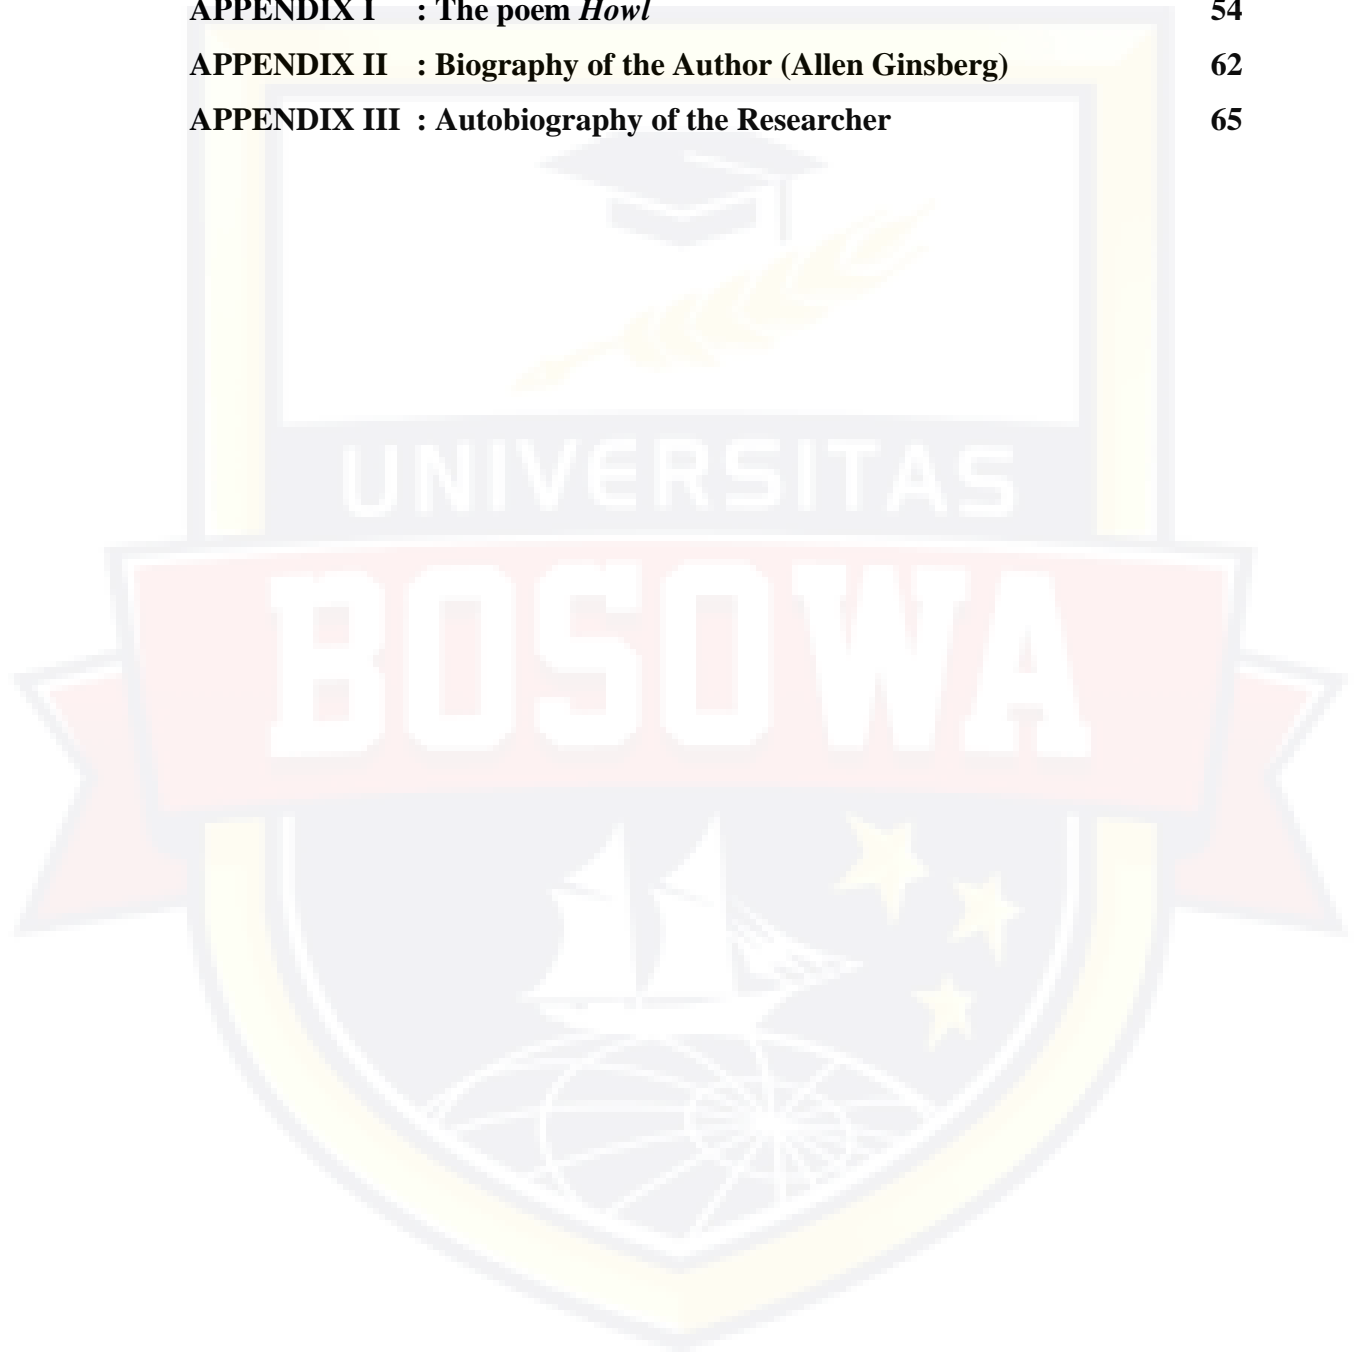 APPENDIX I : The poem Howl 54
APPENDIX II : Biography of the Author (Allen Ginsberg) 62
APPENDIX III : Autobiography of the Researcher 65
UNIVERSITAS
BOSOWA